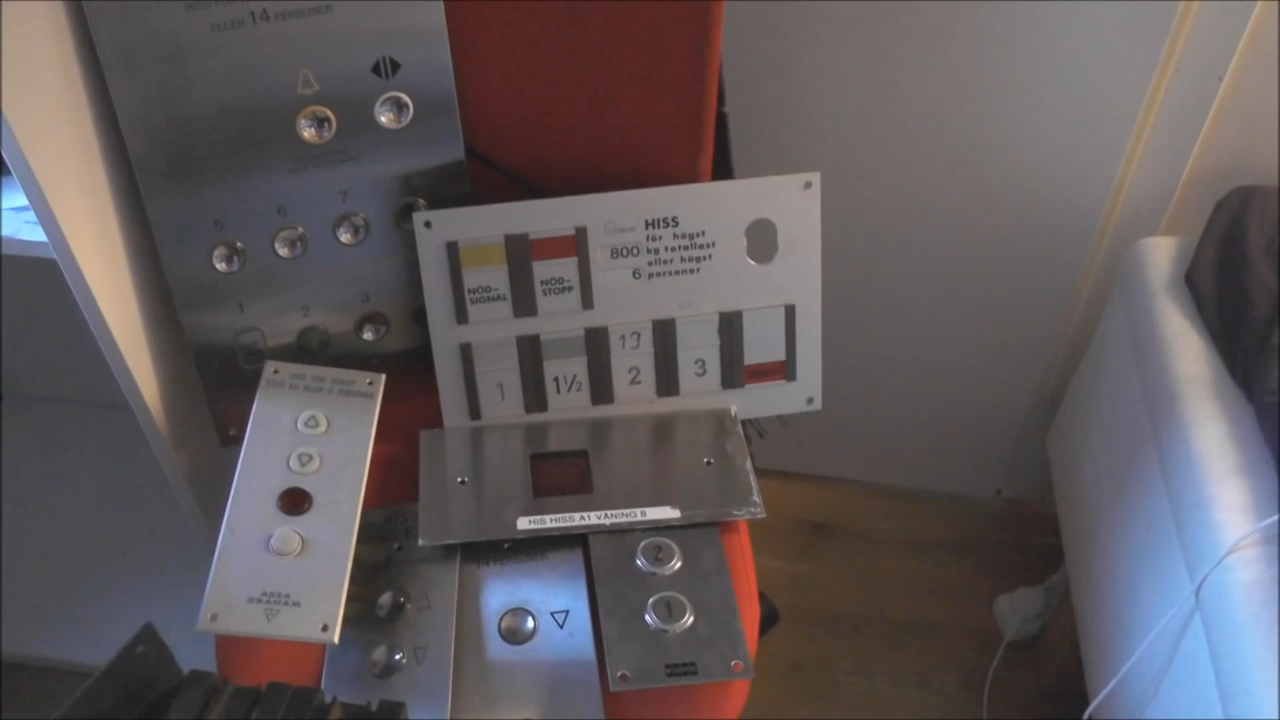 ELLER 14 PERSONER
5 6 7
1 2 3
HISS
för högst
800 kg totallast
eller högst
6 personer
NÖD-
SIGNAL
NÖD-
STOPP
13
1 1½ 2 3
ASEA
GRAHAM
HIS HISS A1 VÅNING 8
2
1